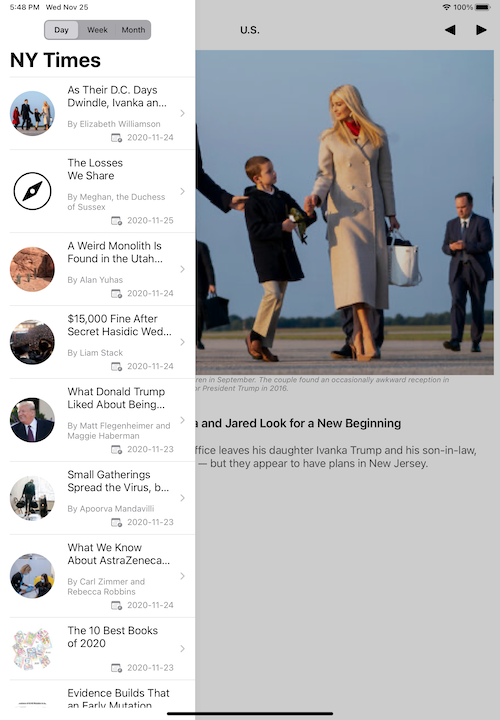 5:48 PM Wed Nov 25
100%
Day Week Month
U.S.
NY Times
As Their D.C. Days
Dwindle, Ivanka an...
By Elizabeth Williamson
2020-11-24
The Losses
We Share
By Meghan, the Duchess
of Sussex
2020-11-25
A Weird Monolith Is
Found in the Utah...
By Alan Yuhas
2020-11-24
$15,000 Fine After
Secret Hasidic Wed...
By Liam Stack
2020-11-24
What Donald Trump
Liked About Being...
By Matt Flegenheimer and
Maggie Haberman
2020-11-23
Small Gatherings
Spread the Virus, b...
By Apoorva Mandavilli
2020-11-23
What We Know
About AstraZeneca...
By Carl Zimmer and
Rebecca Robbins
2020-11-24
The 10 Best Books
of 2020
2020-11-23
Evidence Builds That
an Early Mutation
ren in September. The couple found an occasionally awkward reception in
r President Trump in 2016.
a and Jared Look for a New Beginning
ffice leaves his daughter Ivanka Trump and his son-in-law,
— but they appear to have plans in New Jersey.